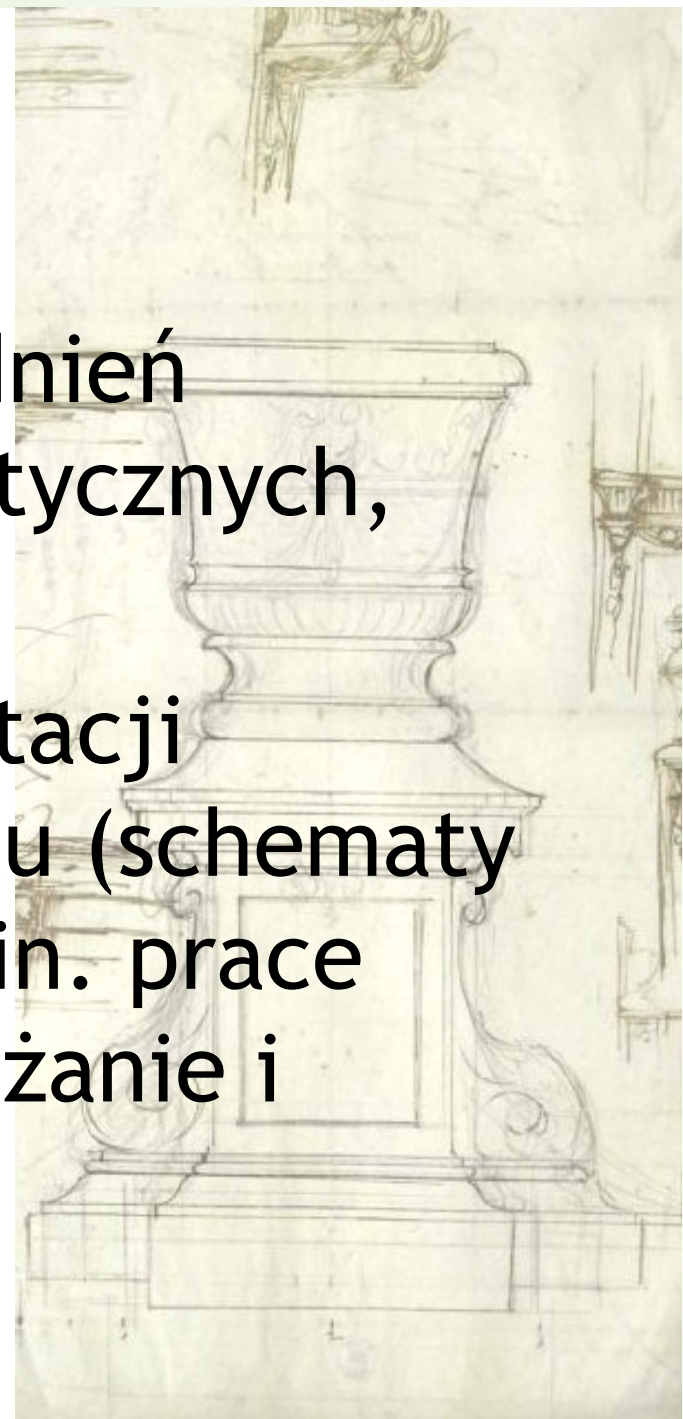 lnień
tycznych,
tacji
u (schematy
in. prace
żanie i